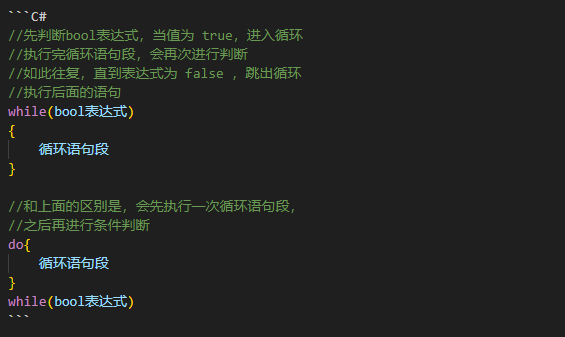 ```C#
//先判断bool表达式，当值为 true，进入循环
//执行完循环语句段，会再次进行判断
//如此往复，直到表达式为 false ，跳出循环
//执行后面的语句
while(bool表达式)
{
    循环语句段
}
//和上面的区别是，会先执行一次循环语句段，
//之后再进行条件判断
do{
    循环语句段
}
while(bool表达式)
```